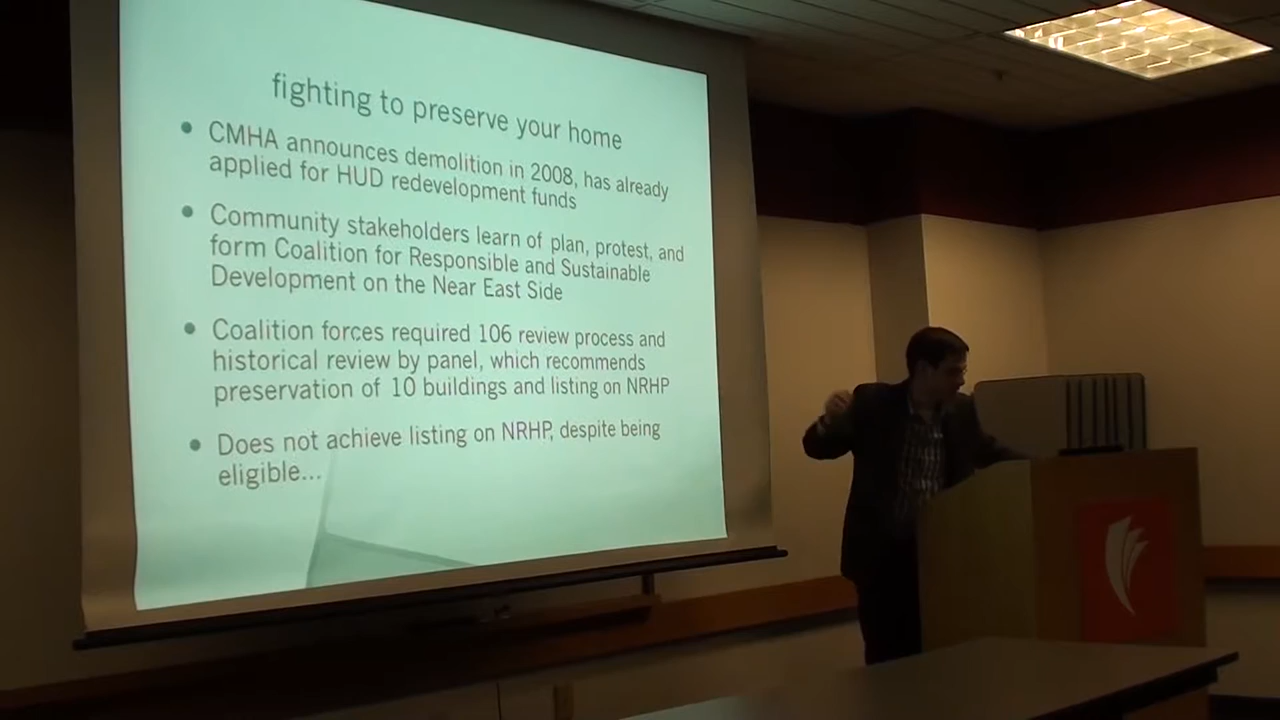 fighting to preserve your home
• CMHA announces demolition in 2008, has already
applied for HUD redevelopment funds
• Community stakeholders learn of plan, protest, and
form Coalition for Responsible and Sustainable
Development on the Near East Side
• Coalition forces required 106 review process and
historical review by panel, which recommends
preservation of 10 buildings and listing on NRHP
• Does not achieve listing on NRHP, despite being
eligible...